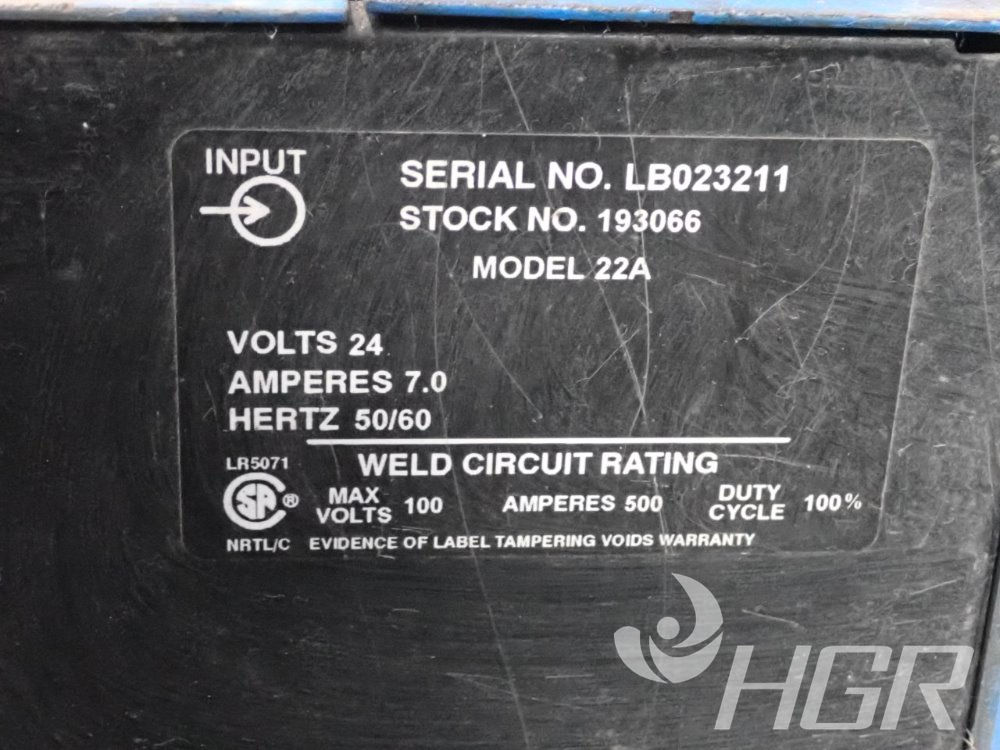 INPUT
SERIAL NO. LB023211
STOCK NO. 193066
MODEL 22A
VOLTS 24
AMPERES 7.0
HERTZ 50/60
LR5071
WELD CIRCUIT RATING
SA ®
MAX VOLTS 100 AMPERES 500 DUTY CYCLE 100%
NRTL/C EVIDENCE OF LABEL TAMPERING VOIDS WARRANTY
HGR